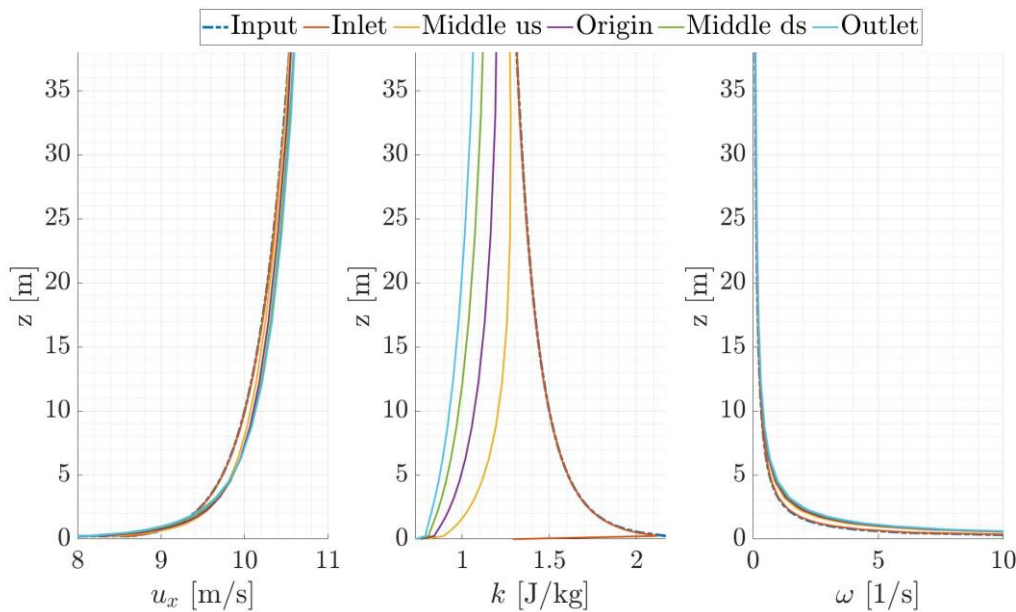 Input Inlet Middle us Origin Middle ds Outlet
35 35 35
30 30 30
25 25 25
z [m] z [m] z [m]
20 20 20
15 15 15
10 10 10
5 5 5
0 0 0
8 9 10 11 1 1.5 2 0 5 10
u_x [m/s] k [J/kg] ω [1/s]